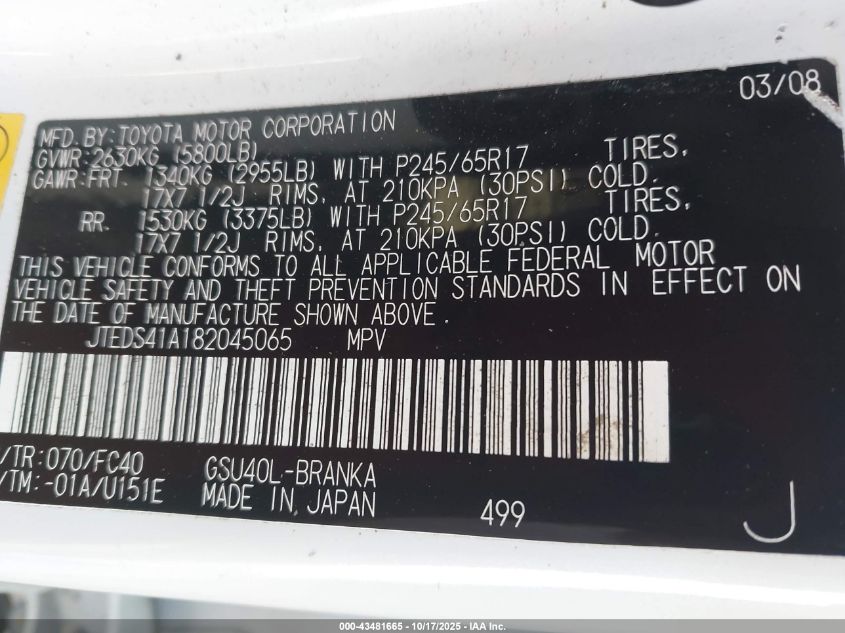 03/08
MFD. BY: TOYOTA MOTOR CORPORATION
GVWR: 2630KG (5800LB)
GAWR: FRT. 1340KG (2955LB) WITH P245/65R17 TIRES,
17X7 1/2J RIMS, AT 210KPA (30PSI) COLD.
RR. 1530KG (3375LB) WITH P245/65R17 TIRES,
17X7 1/2J RIMS, AT 210KPA (30PSI) COLD.
THIS VEHICLE CONFORMS TO ALL APPLICABLE FEDERAL MOTOR
VEHICLE SAFETY AND THEFT PREVENTION STANDARDS IN EFFECT ON
THE DATE OF MANUFACTURE SHOWN ABOVE.
JTEDS41A182045065 MPV
/TR: 070/FC40 GSU40L-BRANKA
/TM: -01A/U151E MADE IN JAPAN
499 J
000-43481665 - 10/17/2025 - IAA Inc.